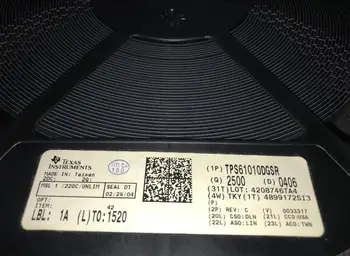 TEXAS
INSTRUMENTS
MADE IN: Taiwan
2DC: 2Q:
MSL 1 /220C/UNLIM
SEAL DT
02/25/04
OPT:
ITEM:
42
LBL: 1A (L)TO:1520
(1P) TPS61010DGSR
(Q) 2500 (D) 0406
(31T)LOT: 4208746TA4
(4W) TKY(1T) 4899172SI3
(P)
(2P) REV: C (V) 0033317
(20L) CSO:DLN (21L) CCO:USA
(22L) ASO:LIN (23L) ACO:TWN